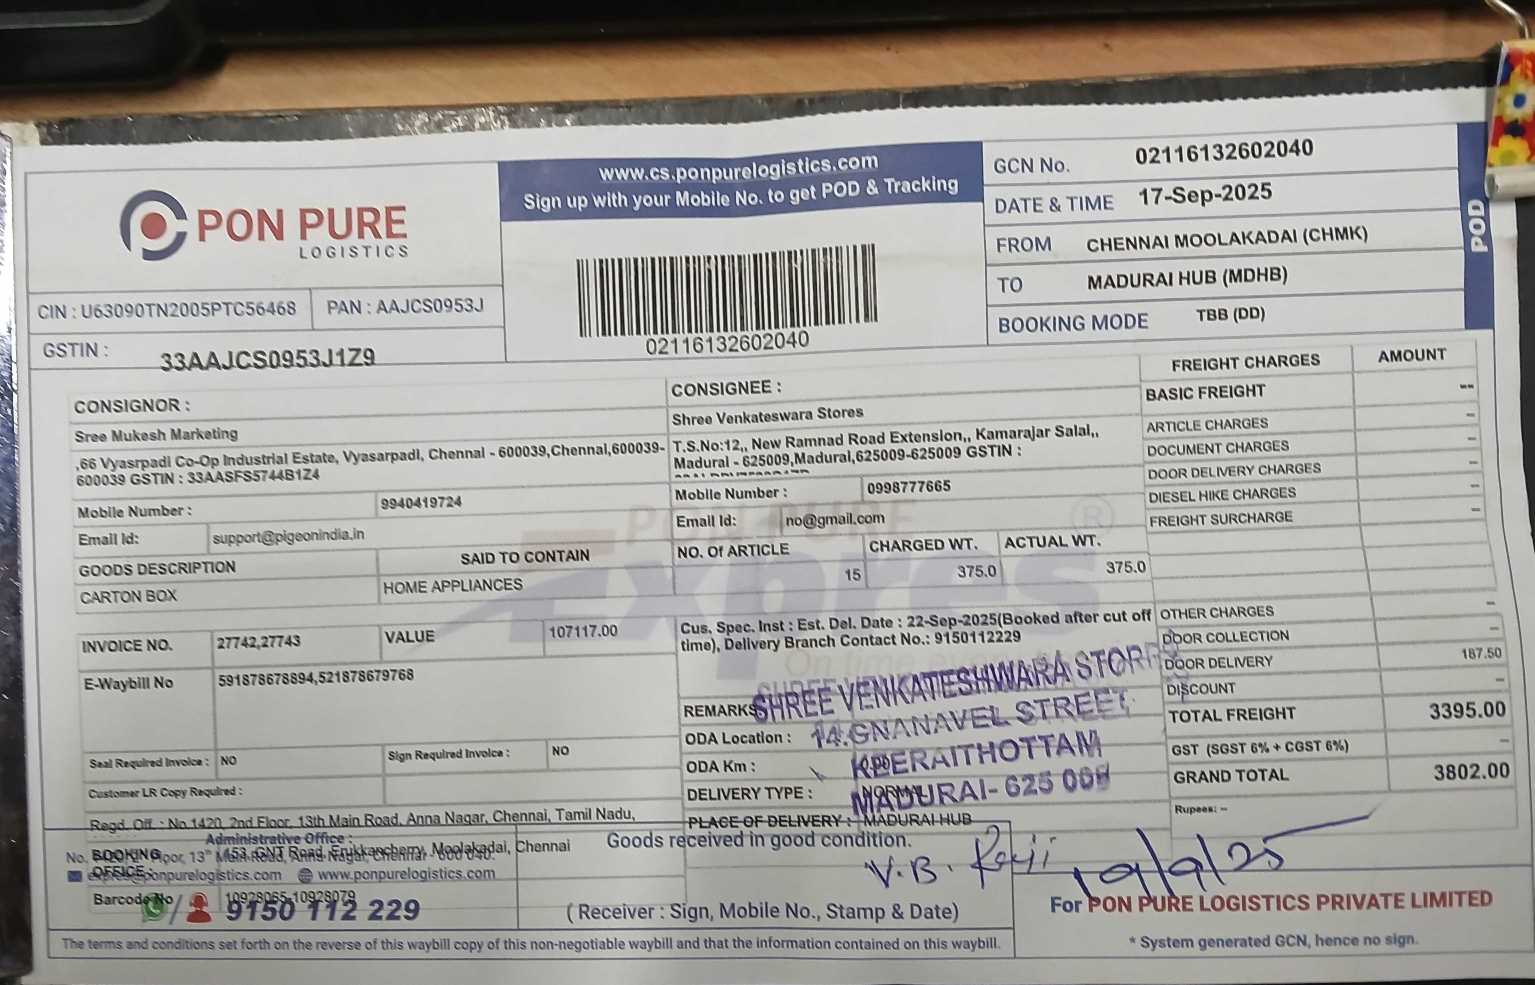 PON PURE
LOGISTICS
www.cs.ponpurelogistics.com
Sign up with your Mobile No. to get POD & Tracking
02116132602040
GCN No. 02116132602040
DATE & TIME 17-Sep-2025
FROM CHENNAI MOOLAKADAI (CHMK)
TO MADURAI HUB (MDHB)
BOOKING MODE TBB (DD)
POD
CIN : U63090TN2005PTC56468 PAN : AAJCS0953J
GSTIN : 33AAJCS0953J1Z9
CONSIGNOR :
Sree Mukesh Marketing
,66 Vyasrpadi Co-Op Industrial Estate, Vyasarpadi, Chennai - 600039,Chennai,600039-
600039 GSTIN : 33AASFS5744B1Z4
Mobile Number : 9940419724
Email Id: support@pigeonindia.in
CONSIGNEE :
Shree Venkateswara Stores
T.S.No:12,, New Ramnad Road Extension,, Kamarajar Salai,,
Madurai - 625009,Madurai,625009-625009 GSTIN :
Mobile Number : 0998777665
Email Id: no@gmail.com
GOODS DESCRIPTION SAID TO CONTAIN NO. Of ARTICLE CHARGED WT. ACTUAL WT.
CARTON BOX HOME APPLIANCES 15 375.0 375.0
INVOICE NO. 27742,27743 VALUE 107117.00
E-Waybill No 591878678894,521878679768
Seal Required Invoice : NO Sign Required Invoice : NO
Customer LR Copy Required :
Cus. Spec. Inst : Est. Del. Date : 22-Sep-2025(Booked after cut off
time), Delivery Branch Contact No.: 9150112229
REMARKS
ODA Location :
ODA Km : 0.00
DELIVERY TYPE : NORMAL
PLACE OF DELIVERY : MADURAI HUB
SHREE VENKATESHWARA STORES
14.GNANAVEL STREET
KEERAITHOTTAM
MADURAI- 625 009
FREIGHT CHARGES AMOUNT
BASIC FREIGHT --
ARTICLE CHARGES --
DOCUMENT CHARGES --
DOOR DELIVERY CHARGES --
DIESEL HIKE CHARGES --
FREIGHT SURCHARGE --
OTHER CHARGES --
DOOR COLLECTION --
DOOR DELIVERY 187.50
DISCOUNT --
TOTAL FREIGHT 3395.00
GST (SGST 6% + CGST 6%) --
GRAND TOTAL 3802.00
Rupees: --
Regd. Off. : No.1420, 2nd Floor, 13th Main Road, Anna Nagar, Chennai, Tamil Nadu,
Administrative Office :
BOOKING
OFFICE :
453, GNT Road, Erukkancherry, Moolakadai, Chennai
ponpurelogistics.com www.ponpurelogistics.com
Barcode No 10928065-10928079
9150 112 229
Goods received in good condition.
V.B. Ravji
19/9/25
( Receiver : Sign, Mobile No., Stamp & Date)
For PON PURE LOGISTICS PRIVATE LIMITED
* System generated GCN, hence no sign.
The terms and conditions set forth on the reverse of this waybill copy of this non-negotiable waybill and that the information contained on this waybill.